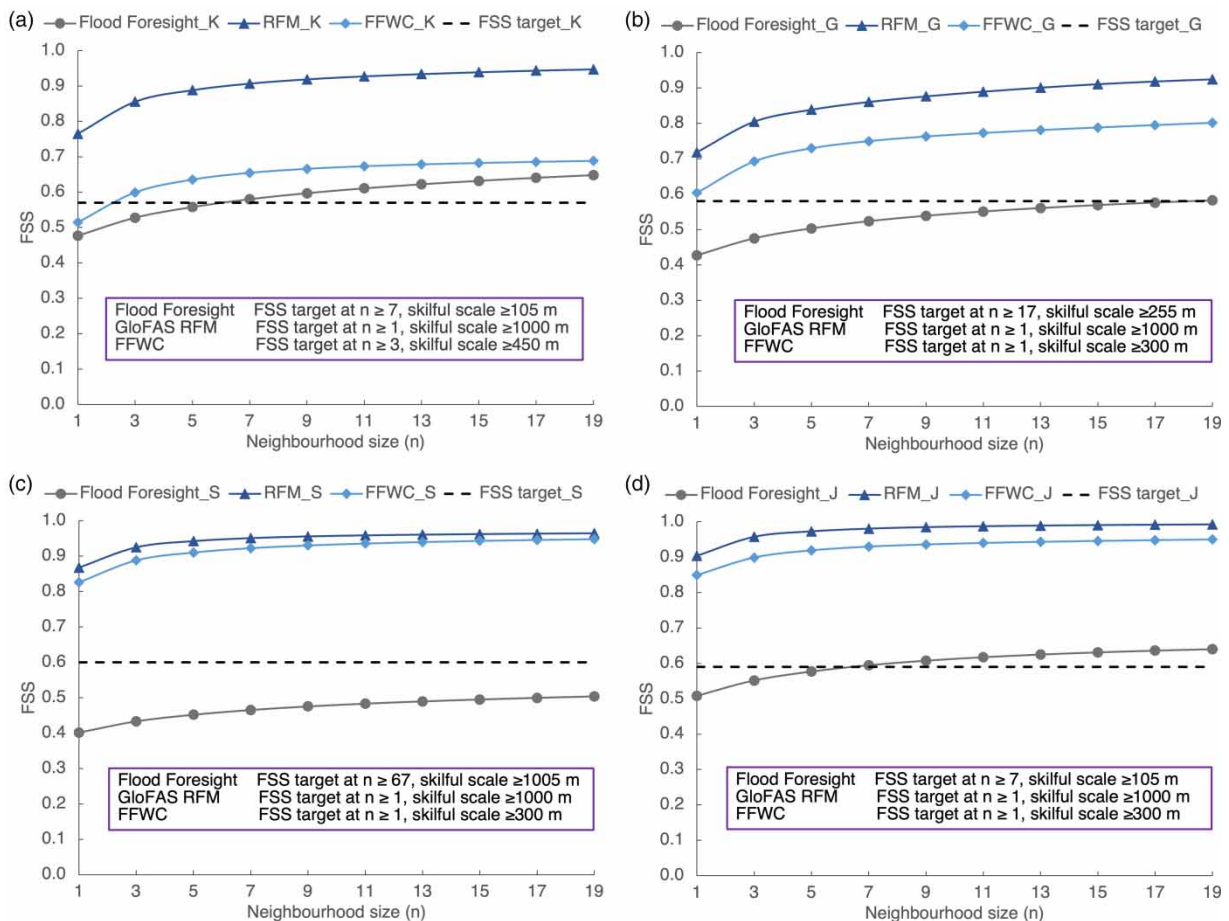 (a) Flood Foresight_K RFM_K FFWC_K FSS target_K
1.0
0.9
0.8
0.7
0.6
0.5
0.4
0.3
0.2
0.1
0.0
FSS
Flood Foresight FSS target at n ≥ 7, skilful scale ≥105 m
GloFAS RFM FSS target at n ≥ 1, skilful scale ≥1000 m
FFWC FSS target at n ≥ 3, skilful scale ≥450 m
1 3 5 7 9 11 13 15 17 19
Neighbourhood size (n)
(b) Flood Foresight_G RFM_G FFWC_G FSS target_G
1.0
0.9
0.8
0.7
0.6
0.5
0.4
0.3
0.2
0.1
0.0
FSS
Flood Foresight FSS target at n ≥ 17, skilful scale ≥255 m
GloFAS RFM FSS target at n ≥ 1, skilful scale ≥1000 m
FFWC FSS target at n ≥ 1, skilful scale ≥300 m
1 3 5 7 9 11 13 15 17 19
Neighbourhood size (n)
(c) Flood Foresight_S RFM_S FFWC_S FSS target_S
1.0
0.9
0.8
0.7
0.6
0.5
0.4
0.3
0.2
0.1
0.0
FSS
Flood Foresight FSS target at n ≥ 67, skilful scale ≥1005 m
GloFAS RFM FSS target at n ≥ 1, skilful scale ≥1000 m
FFWC FSS target at n ≥ 1, skilful scale ≥300 m
1 3 5 7 9 11 13 15 17 19
Neighbourhood size (n)
(d) Flood Foresight_J RFM_J FFWC_J FSS target_J
1.0
0.9
0.8
0.7
0.6
0.5
0.4
0.3
0.2
0.1
0.0
FSS
Flood Foresight FSS target at n ≥ 7, skilful scale ≥105 m
GloFAS RFM FSS target at n ≥ 1, skilful scale ≥1000 m
FFWC FSS target at n ≥ 1, skilful scale ≥300 m
1 3 5 7 9 11 13 15 17 19
Neighbourhood size (n)